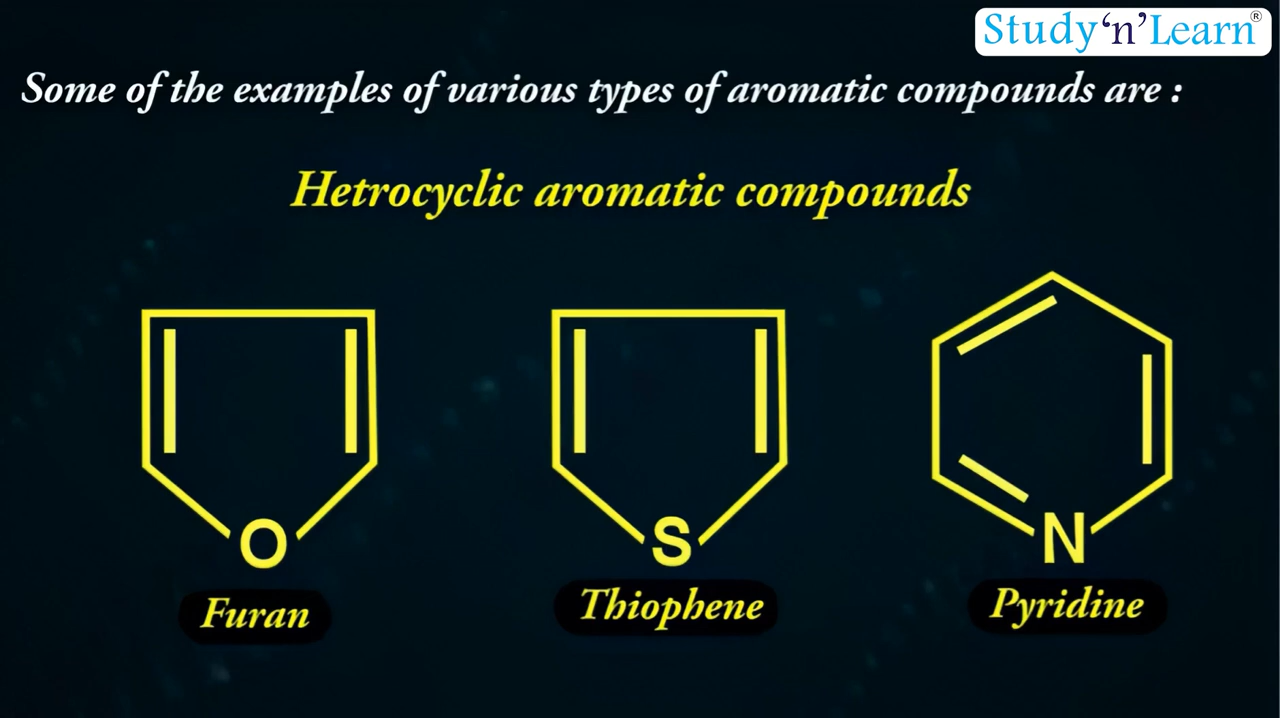 Study‘n’Learn®
Some of the examples of various types of aromatic compounds are :
Hetrocyclic aromatic compounds
O
S
N
Furan
Thiophene
Pyridine